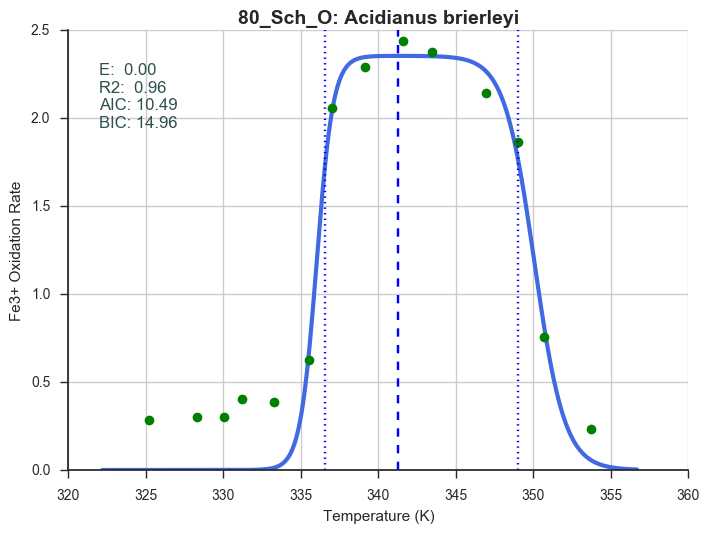 80_Sch_O: Acidianus brierleyi
E:  0.00
R2:  0.96
AIC: 10.49
BIC: 14.96
Fe3+ Oxidation Rate
2.5
2.0
1.5
1.0
0.5
0.0
320 325 330 335 340 345 350 355 360
Temperature (K)